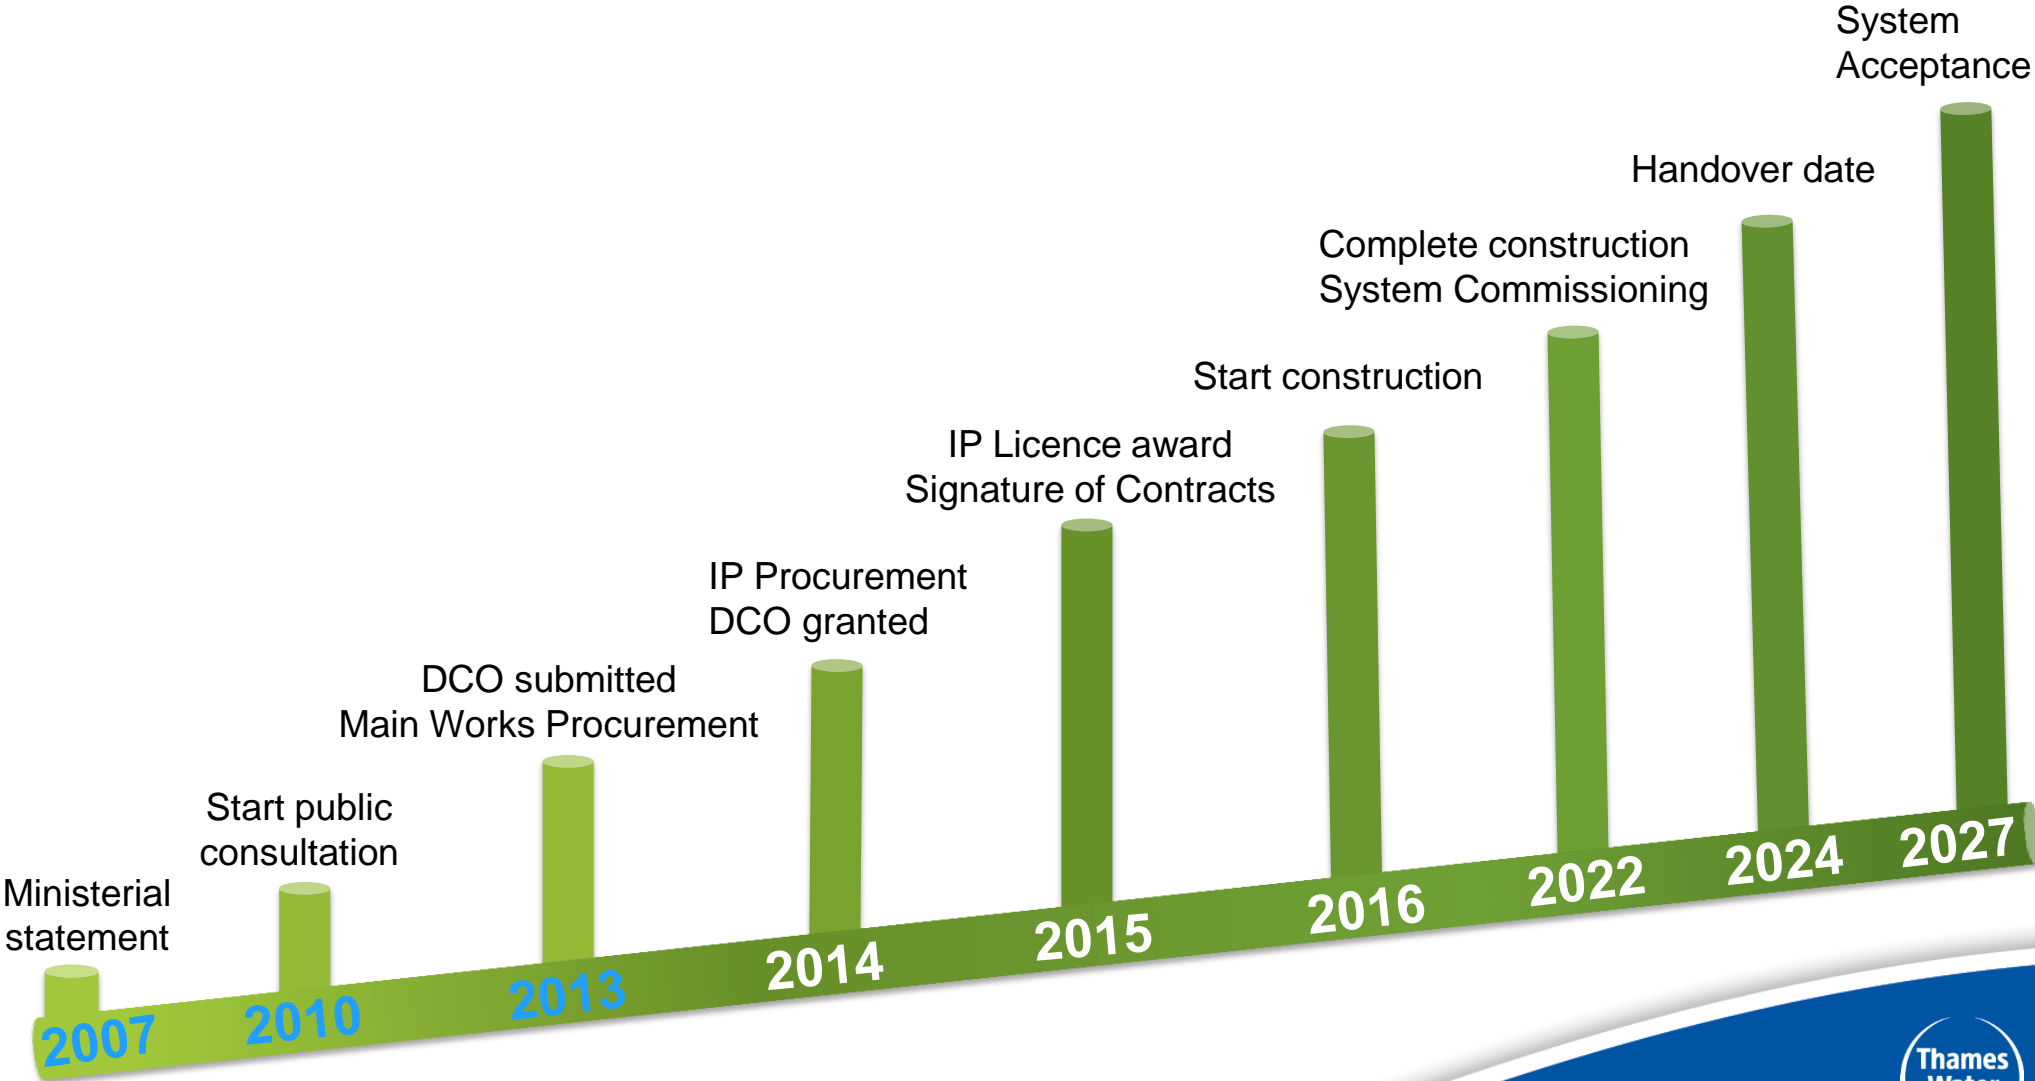 System
Acceptance
Handover date
Complete construction
System Commissioning
Start construction
IP Licence award
Signature of Contracts
IP Procurement
DCO granted
DCO submitted
Main Works Procurement
Start public
consultation
Ministerial
statement
2007
2010
2013
2014
2015
2016
2022
2024
2027
Thames
Water